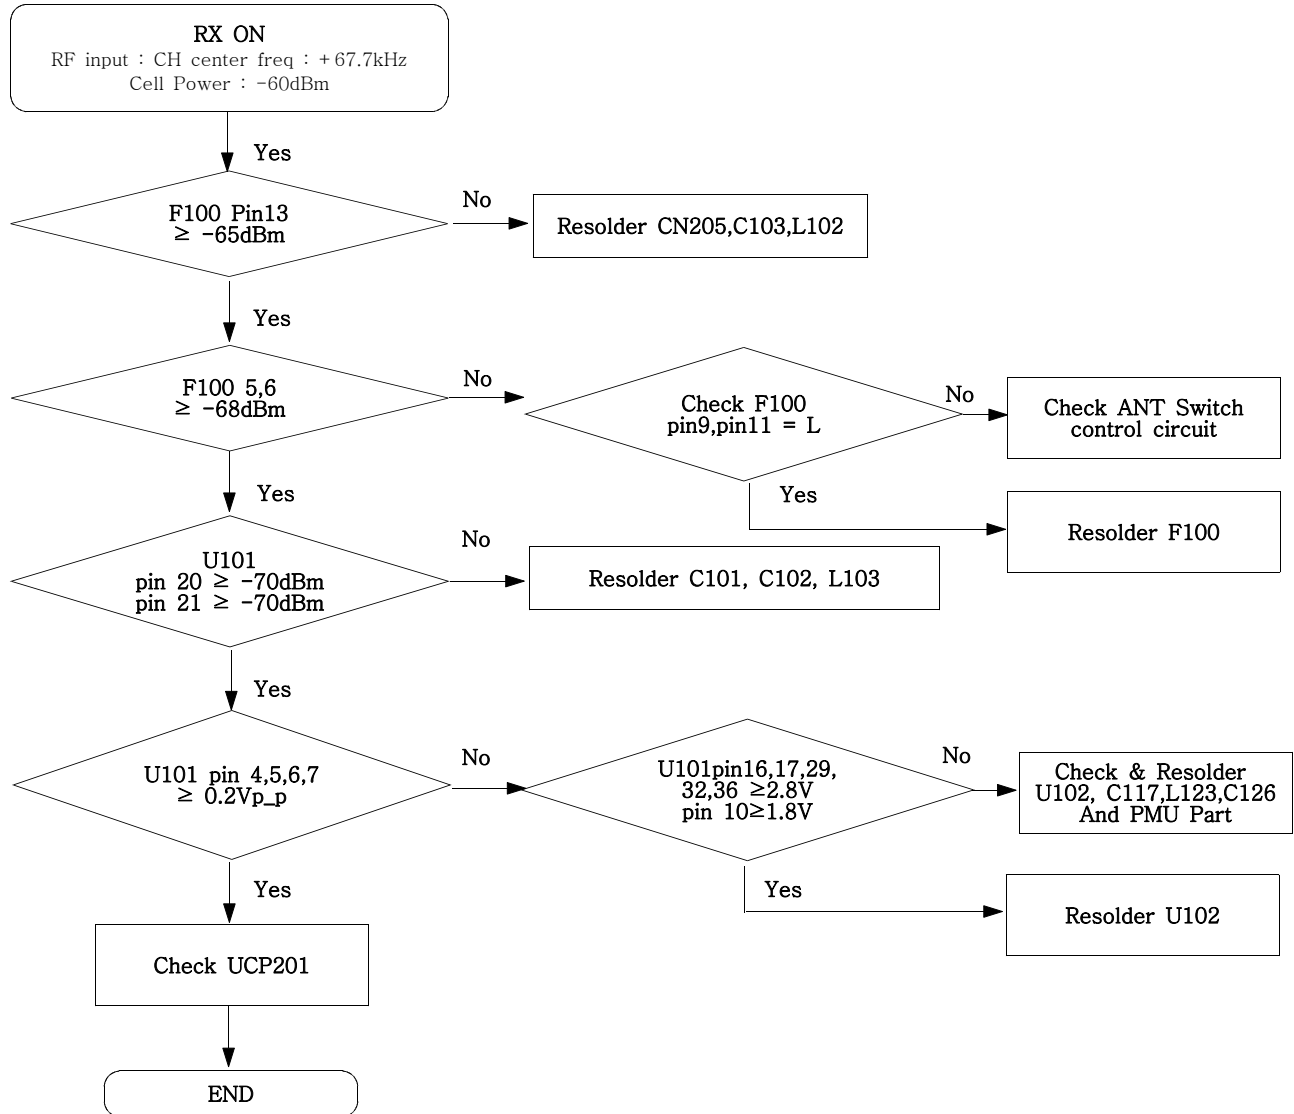 RX ON
RF input : CH center freq : +67.7kHz
Cell Power : -60dBm
Yes
F100 Pin13
≥ -65dBm
No
Resolder CN205,C103,L102
Yes
F100 5,6
≥ -68dBm
No
Check F100
pin9,pin11 = L
No
Check ANT Switch
control circuit
Yes
Resolder F100
Yes
U101
pin 20 ≥ -70dBm
pin 21 ≥ -70dBm
No
Resolder C101, C102, L103
Yes
U101 pin 4,5,6,7
≥ 0.2Vp_p
No
U101pin16,17,29,
32,36 ≥2.8V
pin 10≥1.8V
No
Check & Resolder
U102, C117,L123,C126
And PMU Part
Yes
Resolder U102
Yes
Check UCP201
END